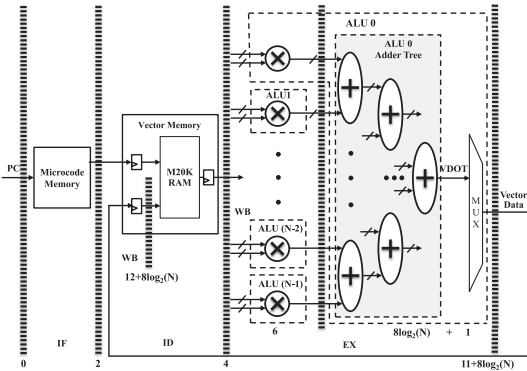 ALU 0
ALU 0
Adder Tree
ALU1
Vector Memory
PC
Microcode
Memory
M20K
RAM
VDOT
MUX
Vector
Data
WB
WB
12+8log₂(N)
ALU (N-2)
ALU (N-1)
6
8log₂(N) + 1
IF
ID
EX
0
2
4
11+8log₂(N)